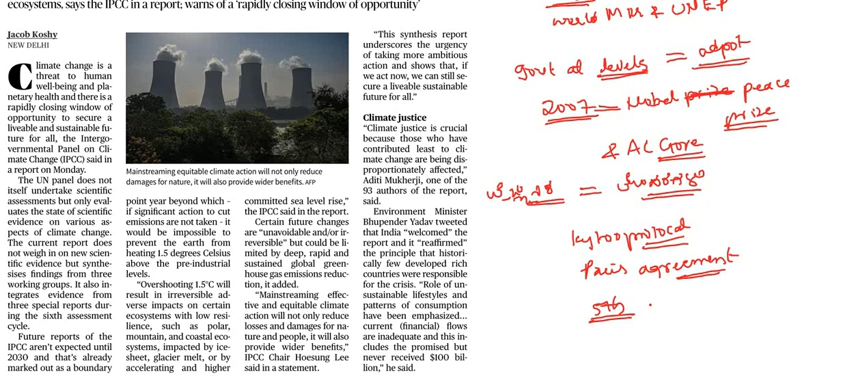 ecosystems, says the IPCC in a report; warns of a 'rapidly closing window of opportunity'
Jacob Koshy
NEW DELHI
Climate change is a
threat to human
well-being and pla-
netary health and there is a
rapidly closing window of
opportunity to secure a
liveable and sustainable fu-
ture for all, the Intergo-
vernmental Panel on Cli-
mate Change (IPCC) said in
a report on Monday.
The UN panel does not
itself undertake scientific
assessments but only eval-
uates the state of scientific
evidence on various as-
pects of climate change.
The current report does
not weigh in on new scien-
tific evidence but synthe-
sises findings from three
working groups. It also in-
tegrates evidence from
three special reports dur-
ing the sixth assessment
cycle.
Future reports of the
IPCC aren't expected until
2030 and that's already
marked out as a boundary
Mainstreaming equitable climate action will not only reduce
damages for nature, it will also provide wider benefits. AFP
point year beyond which -
if significant action to cut
emissions are not taken - it
would be impossible to
prevent the earth from
heating 1.5 degrees Celsius
above the pre-industrial
levels.
"Overshooting 1.5°C will
result in irreversible ad-
verse impacts on certain
ecosystems with low resi-
lience, such as polar,
mountain, and coastal eco-
systems, impacted by ice-
sheet, glacier melt, or by
accelerating and higher
committed sea level rise,"
the IPCC said in the report.
Certain future changes
are "unavoidable and/or ir-
reversible" but could be li-
mited by deep, rapid and
sustained global green-
house gas emissions reduc-
tion, it added.
"Mainstreaming effec-
tive and equitable climate
action will not only reduce
losses and damages for na-
ture and people, it will also
provide wider benefits,"
IPCC Chair Hoesung Lee
said in a statement.
"This synthesis report
underscores the urgency
of taking more ambitious
action and shows that, if
we act now, we can still se-
cure a liveable sustainable
future for all."
Climate justice
"Climate justice is crucial
because those who have
contributed least to cli-
mate change are being dis-
proportionately affected,"
Aditi Mukherji, one of the
93 authors of the report,
said.
Environment Minister
Bhupender Yadav tweeted
that India "welcomed" the
report and it "reaffirmed"
the principle that histori-
cally few developed rich
countries were responsible
for the crisis. "Role of un-
sustainable lifestyles and
patterns of consumption
have been emphasized...
current (financial) flows
are inadequate and this in-
cludes the promised but
never received $100 bil-
lion," he said.
world & UNEP
govt at levels = adpot
2007 = Nobel prize peace
prize
& AL Gore
=
kyto protocal
Paris agreement
5th